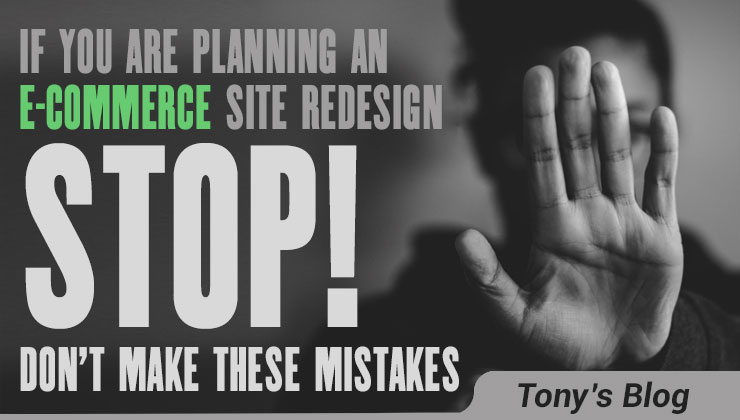 IF YOU ARE PLANNING AN
E-COMMERCE SITE REDESIGN
STOP!
DON'T MAKE THESE MISTAKES
Tony's Blog